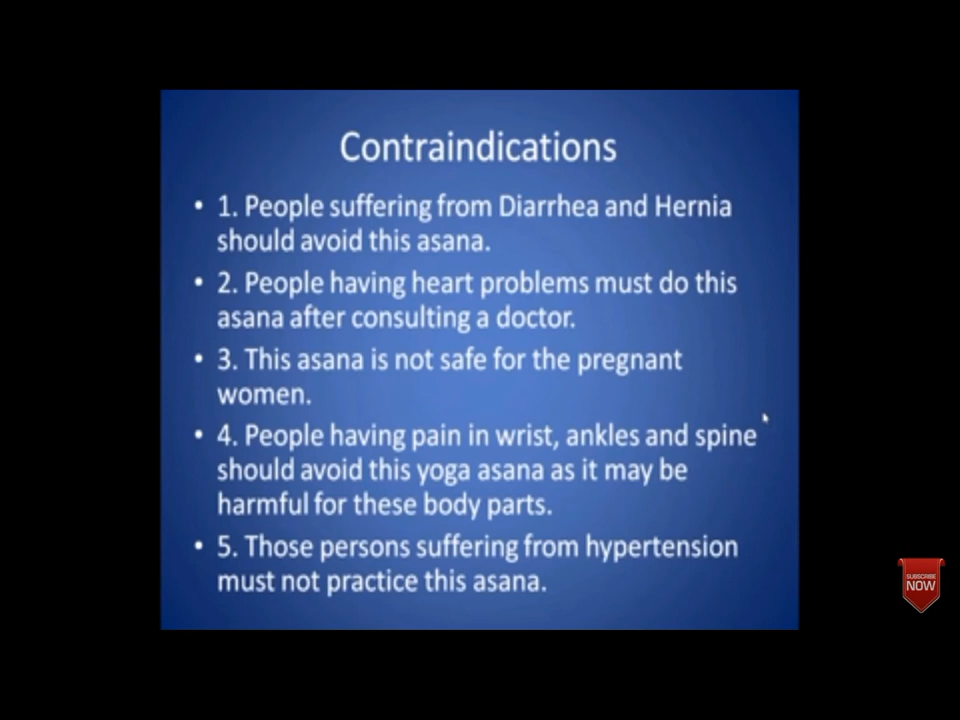 Contraindications
• 1. People suffering from Diarrhea and Hernia
should avoid this asana.
• 2. People having heart problems must do this
asana after consulting a doctor.
• 3. This asana is not safe for the pregnant
women.
• 4. People having pain in wrist, ankles and spine
should avoid this yoga asana as it may be
harmful for these body parts.
• 5. Those persons suffering from hypertension
must not practice this asana.
SUBSCRIBE
NOW